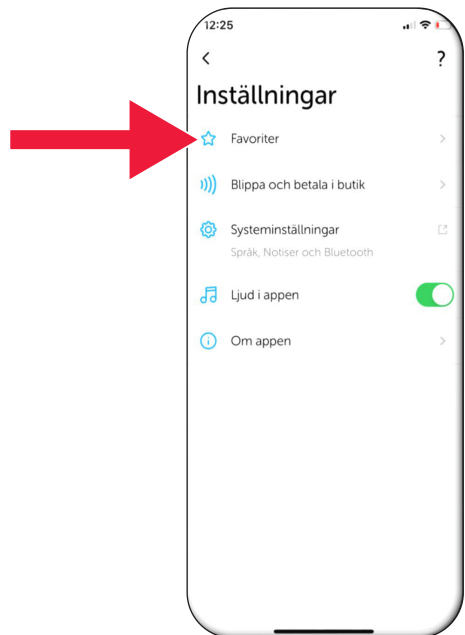 12:25
?
Inställningar
Favoriter
Blippa och betala i butik
Systeminställningar
Språk, Notiser och Bluetooth
Ljud i appen
Om appen